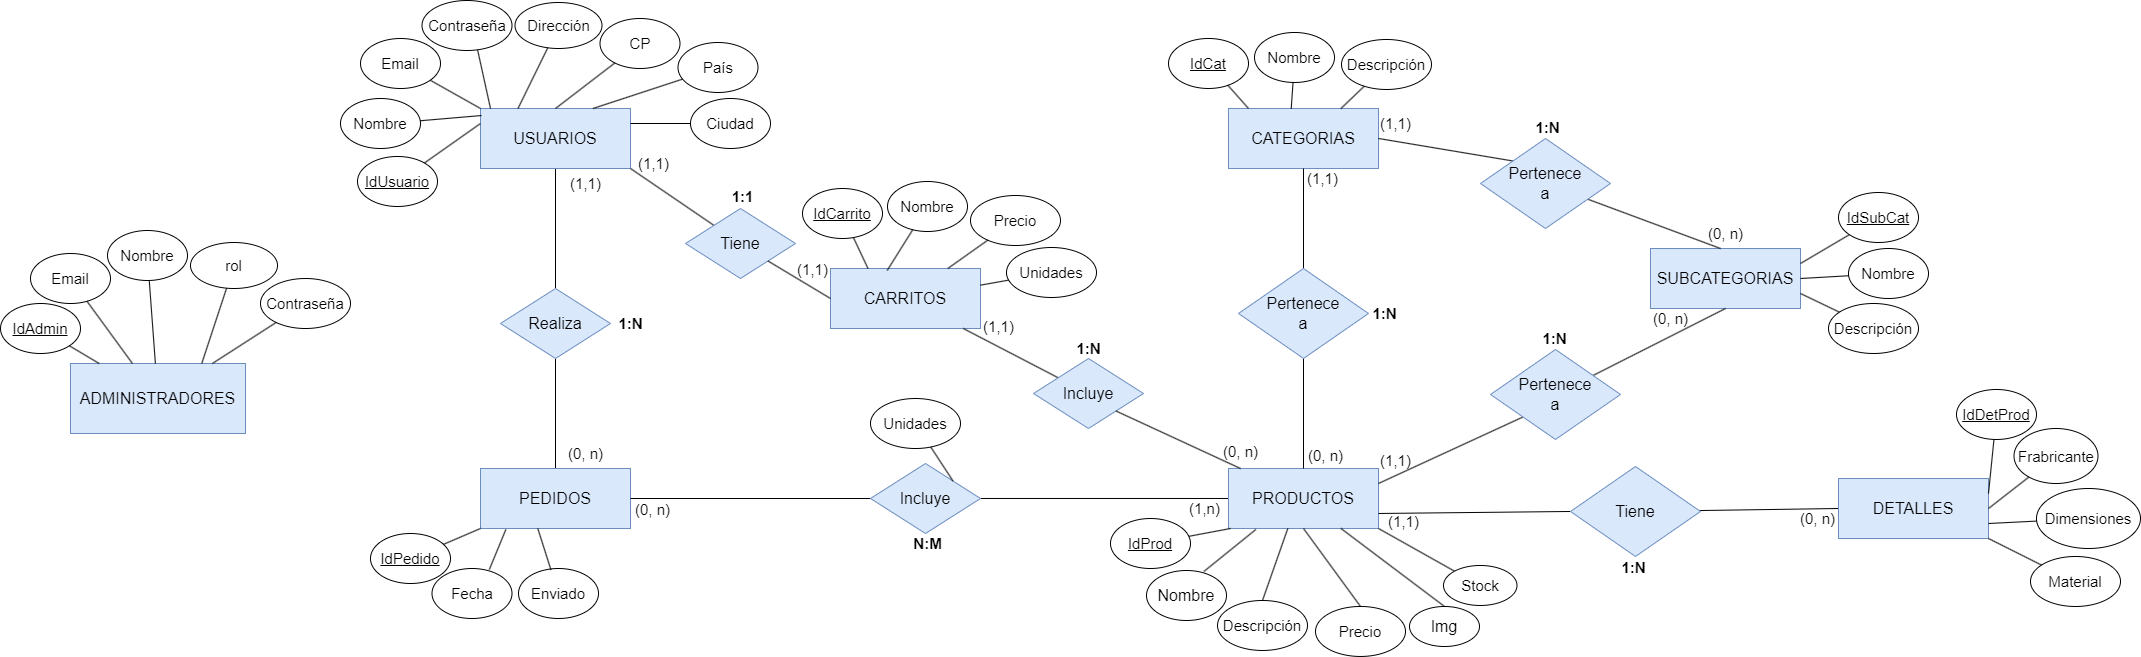 Contraseña
Dirección
CP
Email
País
Nombre
Ciudad
USUARIOS
IdUsuario
(1,1)
(1,1)
1:1
Tiene
(1,1)
IdCarrito
Nombre
Precio
Unidades
CARRITOS
(1,1)
1:N
Incluye
(0, n)
IdCat
Nombre
Descripción
CATEGORIAS
(1,1)
(1,1)
1:N
Pertenece
a
(0, n)
IdSubCat
Nombre
Descripción
SUBCATEGORIAS
(0, n)
1:N
Pertenece
a
(1,1)
Pertenece
a
1:N
(0, n)
Nombre
rol
Email
Contraseña
IdAdmin
ADMINISTRADORES
Realiza
1:N
(0, n)
PEDIDOS
(0, n)
IdPedido
Fecha
Enviado
Unidades
Incluye
N:M
(1,n)
PRODUCTOS
(1,1)
IdProd
Nombre
Descripción
Precio
Img
Stock
Tiene
1:N
(0, n)
DETALLES
IdDetProd
Frabricante
Dimensiones
Material